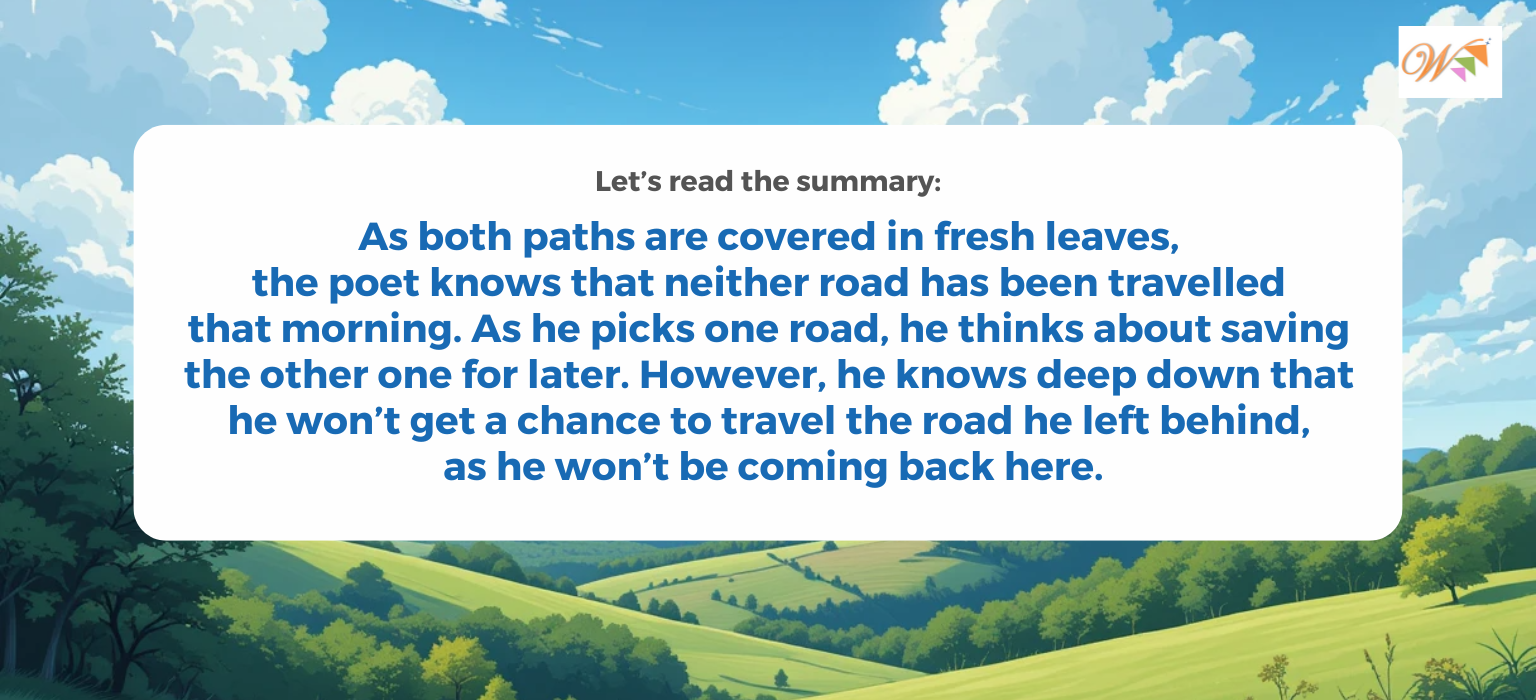 W
Let's read the summary:
As both paths are covered in fresh leaves,
the poet knows that neither road has been travelled
that morning. As he picks one road, he thinks about saving
the other one for later. However, he knows deep down that
he won't get a chance to travel the road he left behind,
as he won't be coming back here.